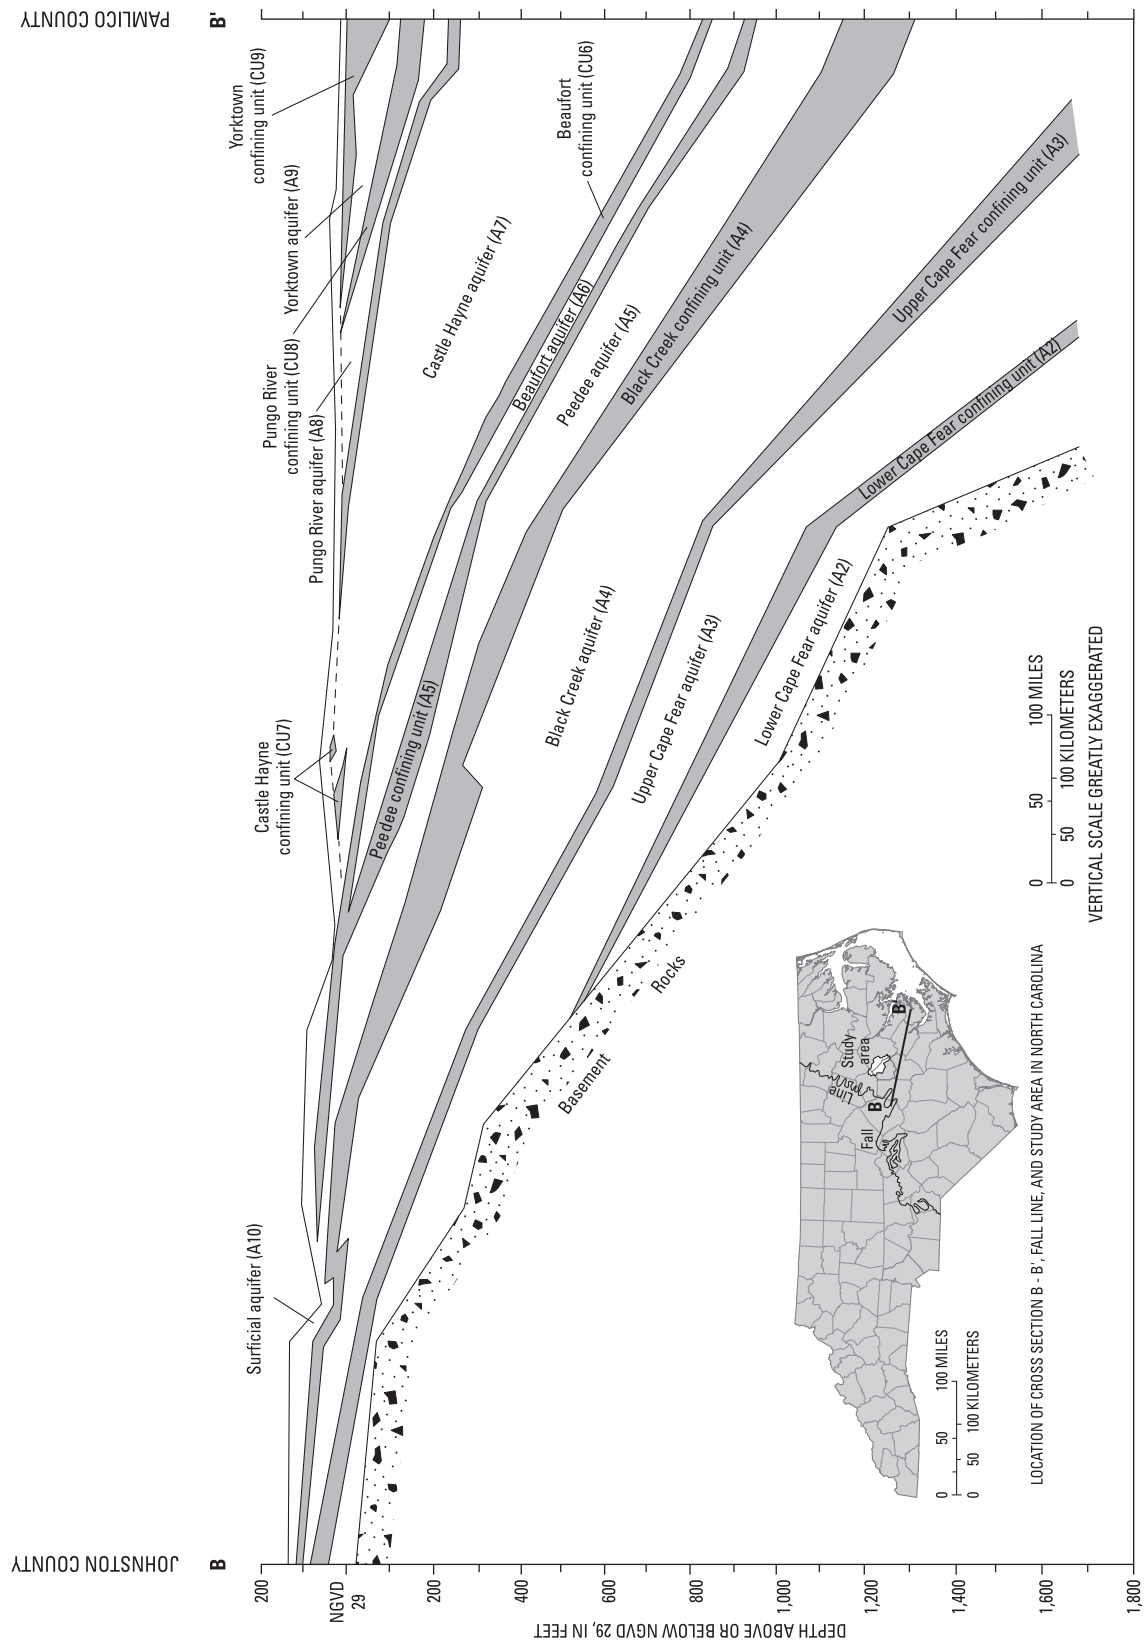 JOHNSTON COUNTY
B
PAMLICO COUNTY
B'
DEPTH ABOVE OR BELOW NGVD 29, IN FEET
200
NGVD
29
200
400
600
800
1,000
1,200
1,400
1,600
1,800
Surficial aquifer (A10)
Castle Hayne
confining unit (CU7)
Pungo River aquifer (A8)
Pungo River
confining unit (CU8)
Yorktown aquifer (A9)
Yorktown
confining unit (CU9)
Castle Hayne aquifer (A7)
Beaufort
confining unit (CU6)
Beaufort aquifer (A6)
Peedee aquifer (A5)
Peedee confining unit (A5)
Black Creek confining unit (A4)
Black Creek aquifer (A4)
Upper Cape Fear confining unit (A3)
Upper Cape Fear aquifer (A3)
Lower Cape Fear confining unit (A2)
Lower Cape Fear aquifer (A2)
Basement
Rocks
0 50 100 MILES
0 50 100 KILOMETERS
VERTICAL SCALE GREATLY EXAGGERATED
Fall
Line
Study
area
B
B'
0 50 100 MILES
0 50 100 KILOMETERS
LOCATION OF CROSS SECTION B - B', FALL LINE, AND STUDY AREA IN NORTH CAROLINA